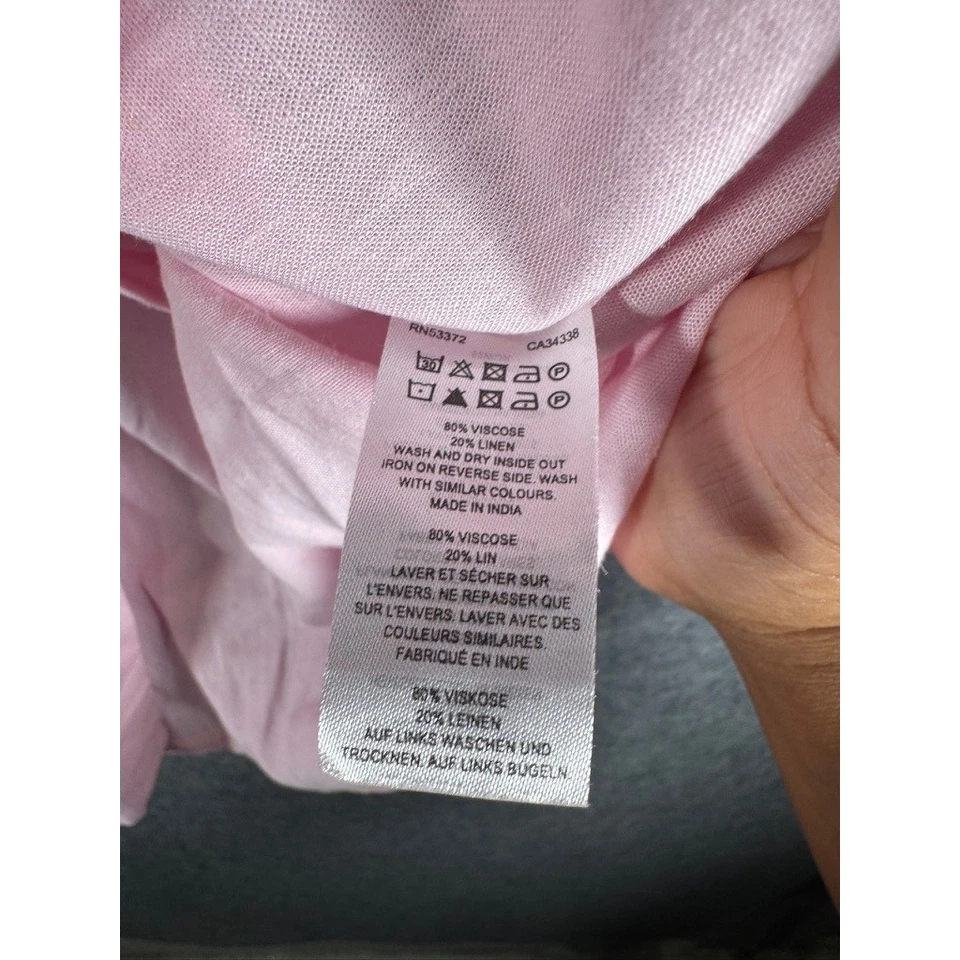 RN53372 CA34338
30 P
P
80% VISCOSE
20% LINEN
WASH AND DRY INSIDE OUT
IRON ON REVERSE SIDE. WASH
WITH SIMILAR COLOURS.
MADE IN INDIA
80% VISCOSE
20% LIN
LAVER ET SÉCHER SUR
L'ENVERS. NE REPASSER QUE
SUR L'ENVERS. LAVER AVEC DES
COULEURS SIMILAIRES.
FABRIQUÉ EN INDE
80% VISKOSE
20% LEINEN
AUF LINKS WASCHEN UND
TROCKNEN. AUF LINKS BÜGELN.